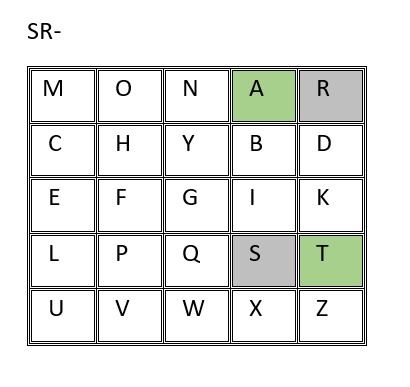 SR-
M O N A R
C H Y B D
E F G I K
L P Q S T
U V W X Z